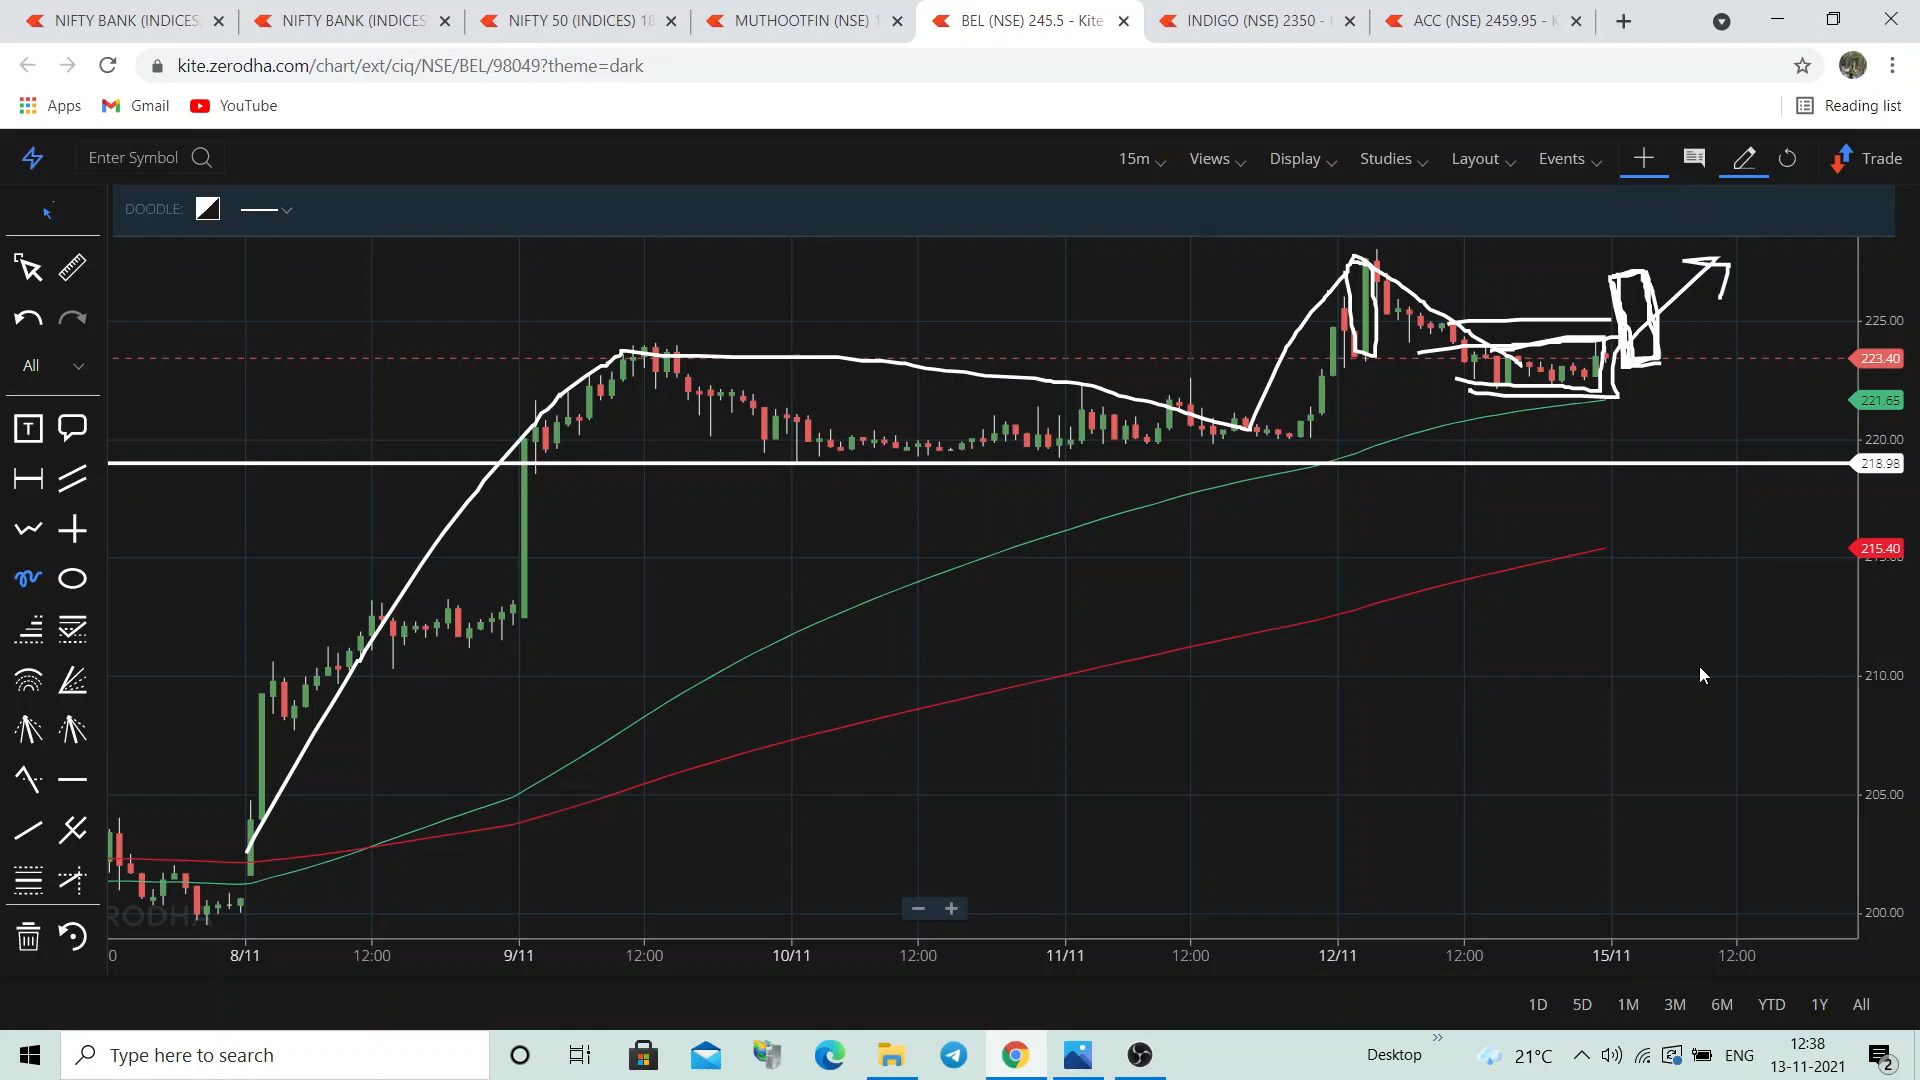 NIFTY BANK (INDICES) NIFTY BANK (INDICES NIFTY 50 (INDICES) 18 MUTHOOTFIN (NSE) 1 BEL (NSE) 245.5 - Kite INDIGO (NSE) 2350 - ACC (NSE) 2459.95 - K
kite.zerodha.com/chart/ext/ciq/NSE/BEL/98049?theme=dark
Apps Gmail YouTube Reading list
Enter Symbol 15m Views Display Studies Layout Events Trade
DOODLE:
All
T
225.00
223.40
221.65
220.00
218.98
215.40
210.00
205.00
200.00
8/11 12:00 9/11 12:00 10/11 12:00 11/11 12:00 12/11 12:00 15/11 12:00
1D 5D 1M 3M 6M YTD 1Y All
Type here to search Desktop 21°C ENG 12:38
13-11-2021 2